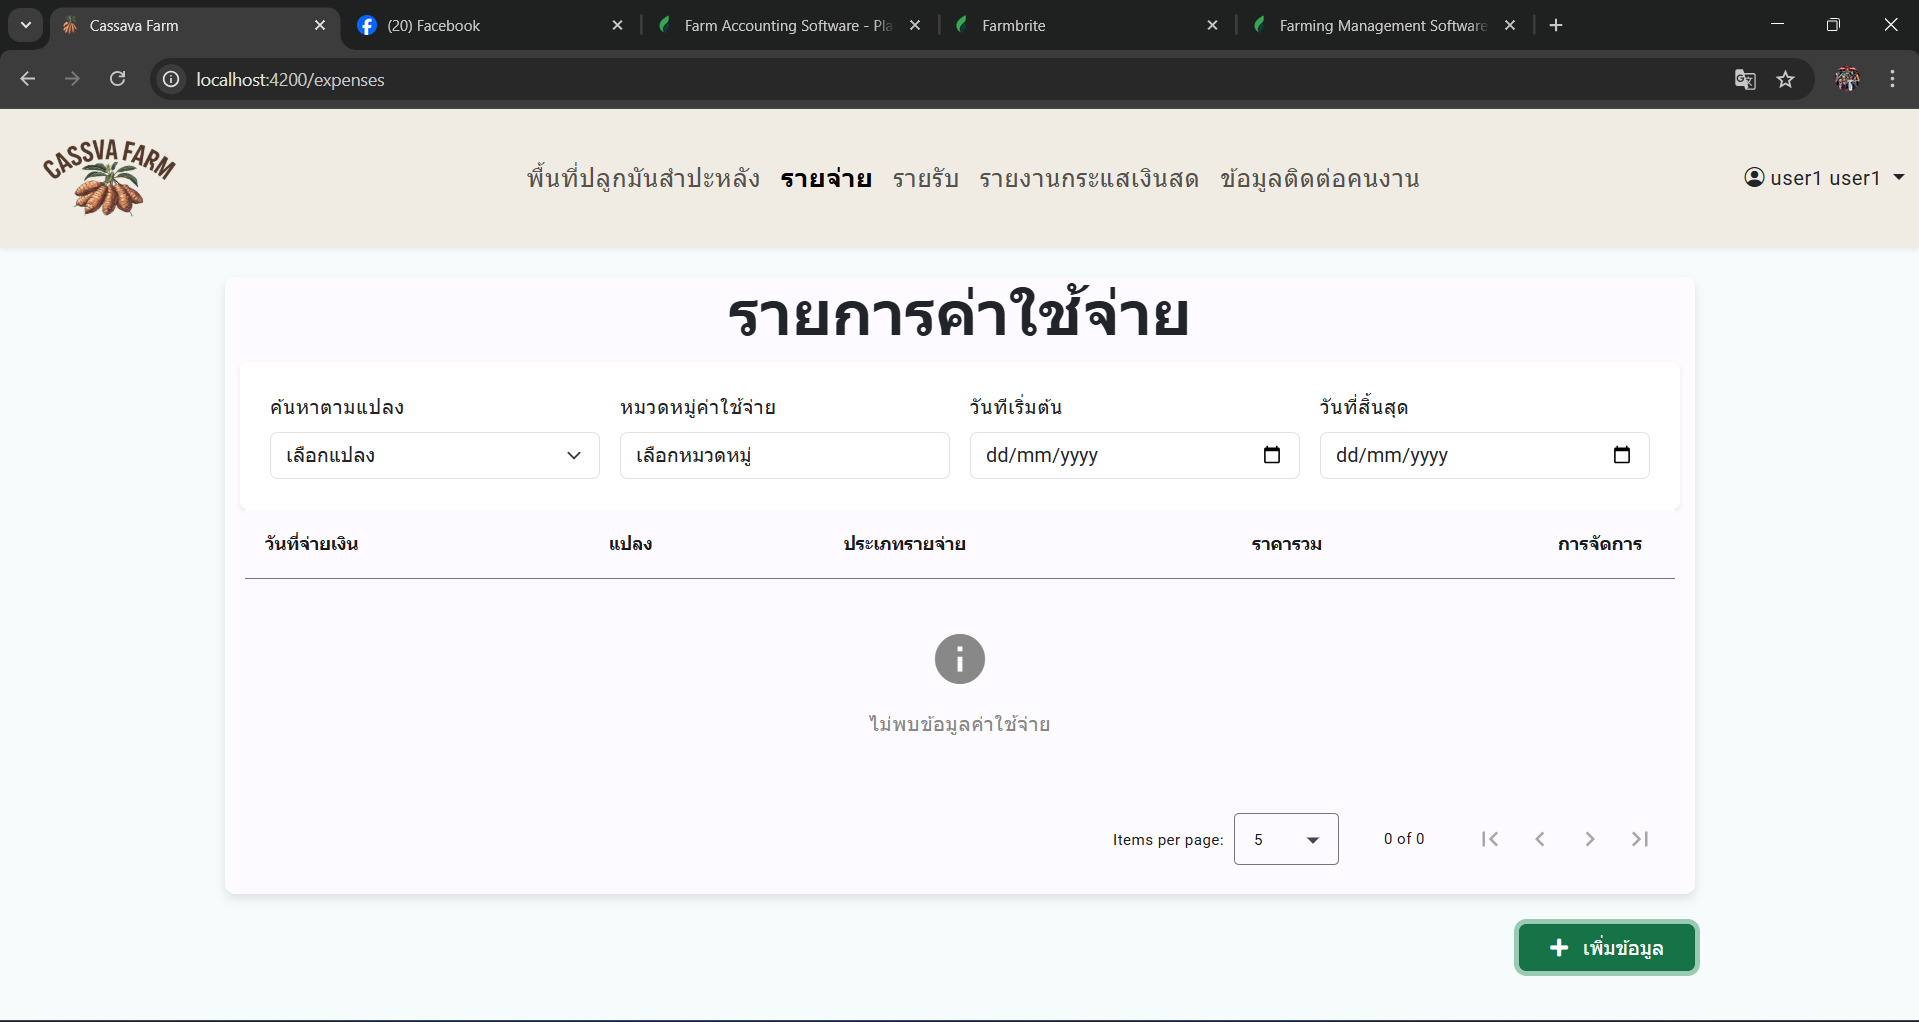 Cassava Farm
(20) Facebook
Farm Accounting Software - Pla
Farmbrite
Farming Management Software
localhost:4200/expenses
CASSVA FARM
พื้นที่ปลูกมันสำปะหลัง รายจ่าย รายรับ รายงานกระแสเงินสด ข้อมูลติดต่อคนงาน
user1 user1
รายการค่าใช้จ่าย
ค้นหาตามแปลง หมวดหมู่ค่าใช้จ่าย วันทีเริ่มต้น วันที่สิ้นสุด
เลือกแปลง เลือกหมวดหมู่ dd/mm/yyyy dd/mm/yyyy
วันที่จ่ายเงิน แปลง ประเภทรายจ่าย ราคารวม การจัดการ
ไม่พบข้อมูลค่าใช้จ่าย
Items per page: 5 0 of 0
เพิ่มข้อมูล